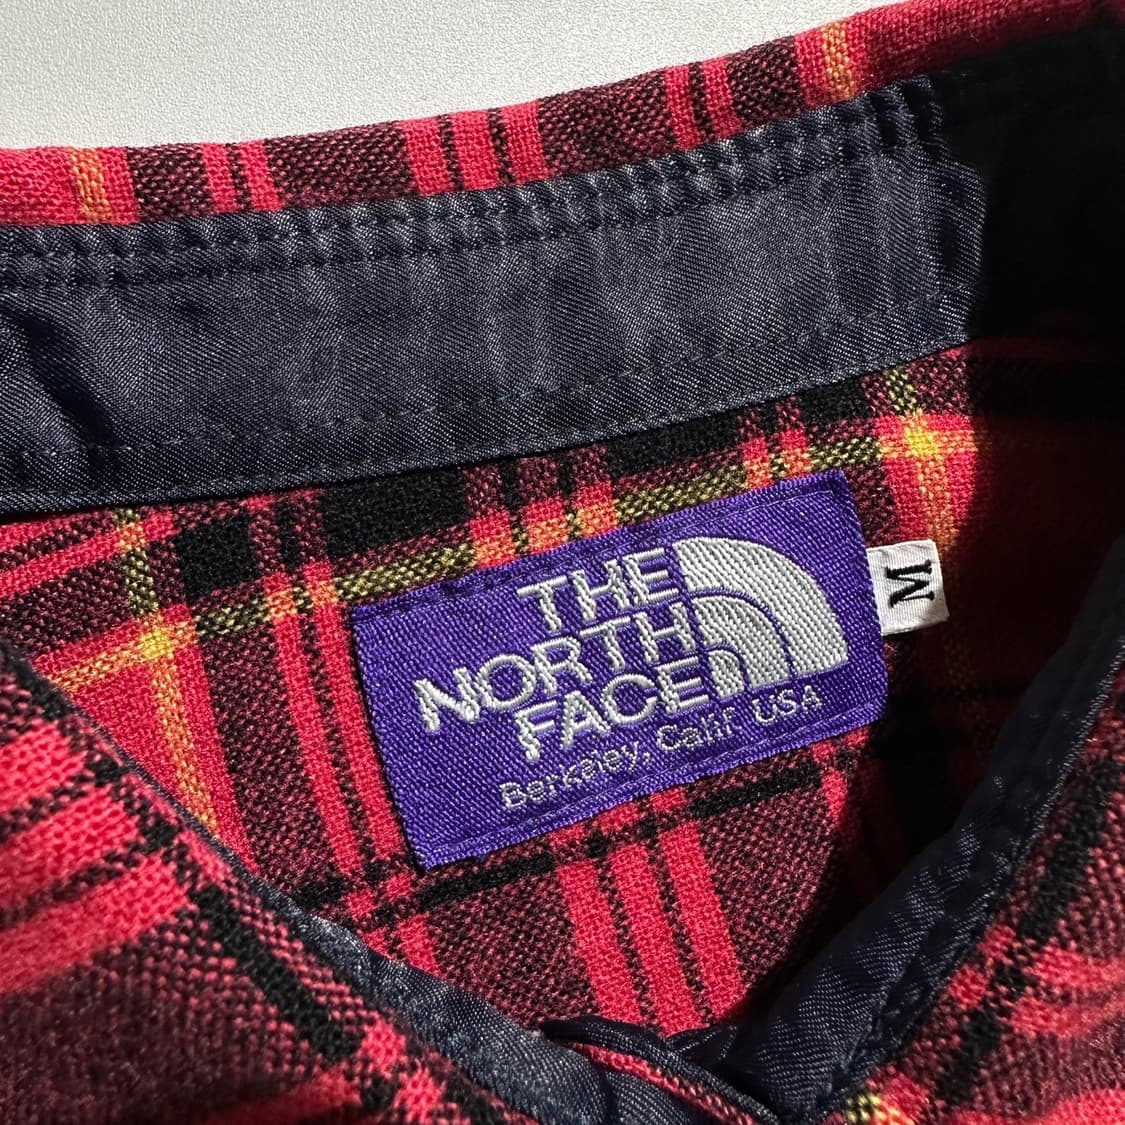 THE
NORTH
FACE
Berkeley, Calif USA
M